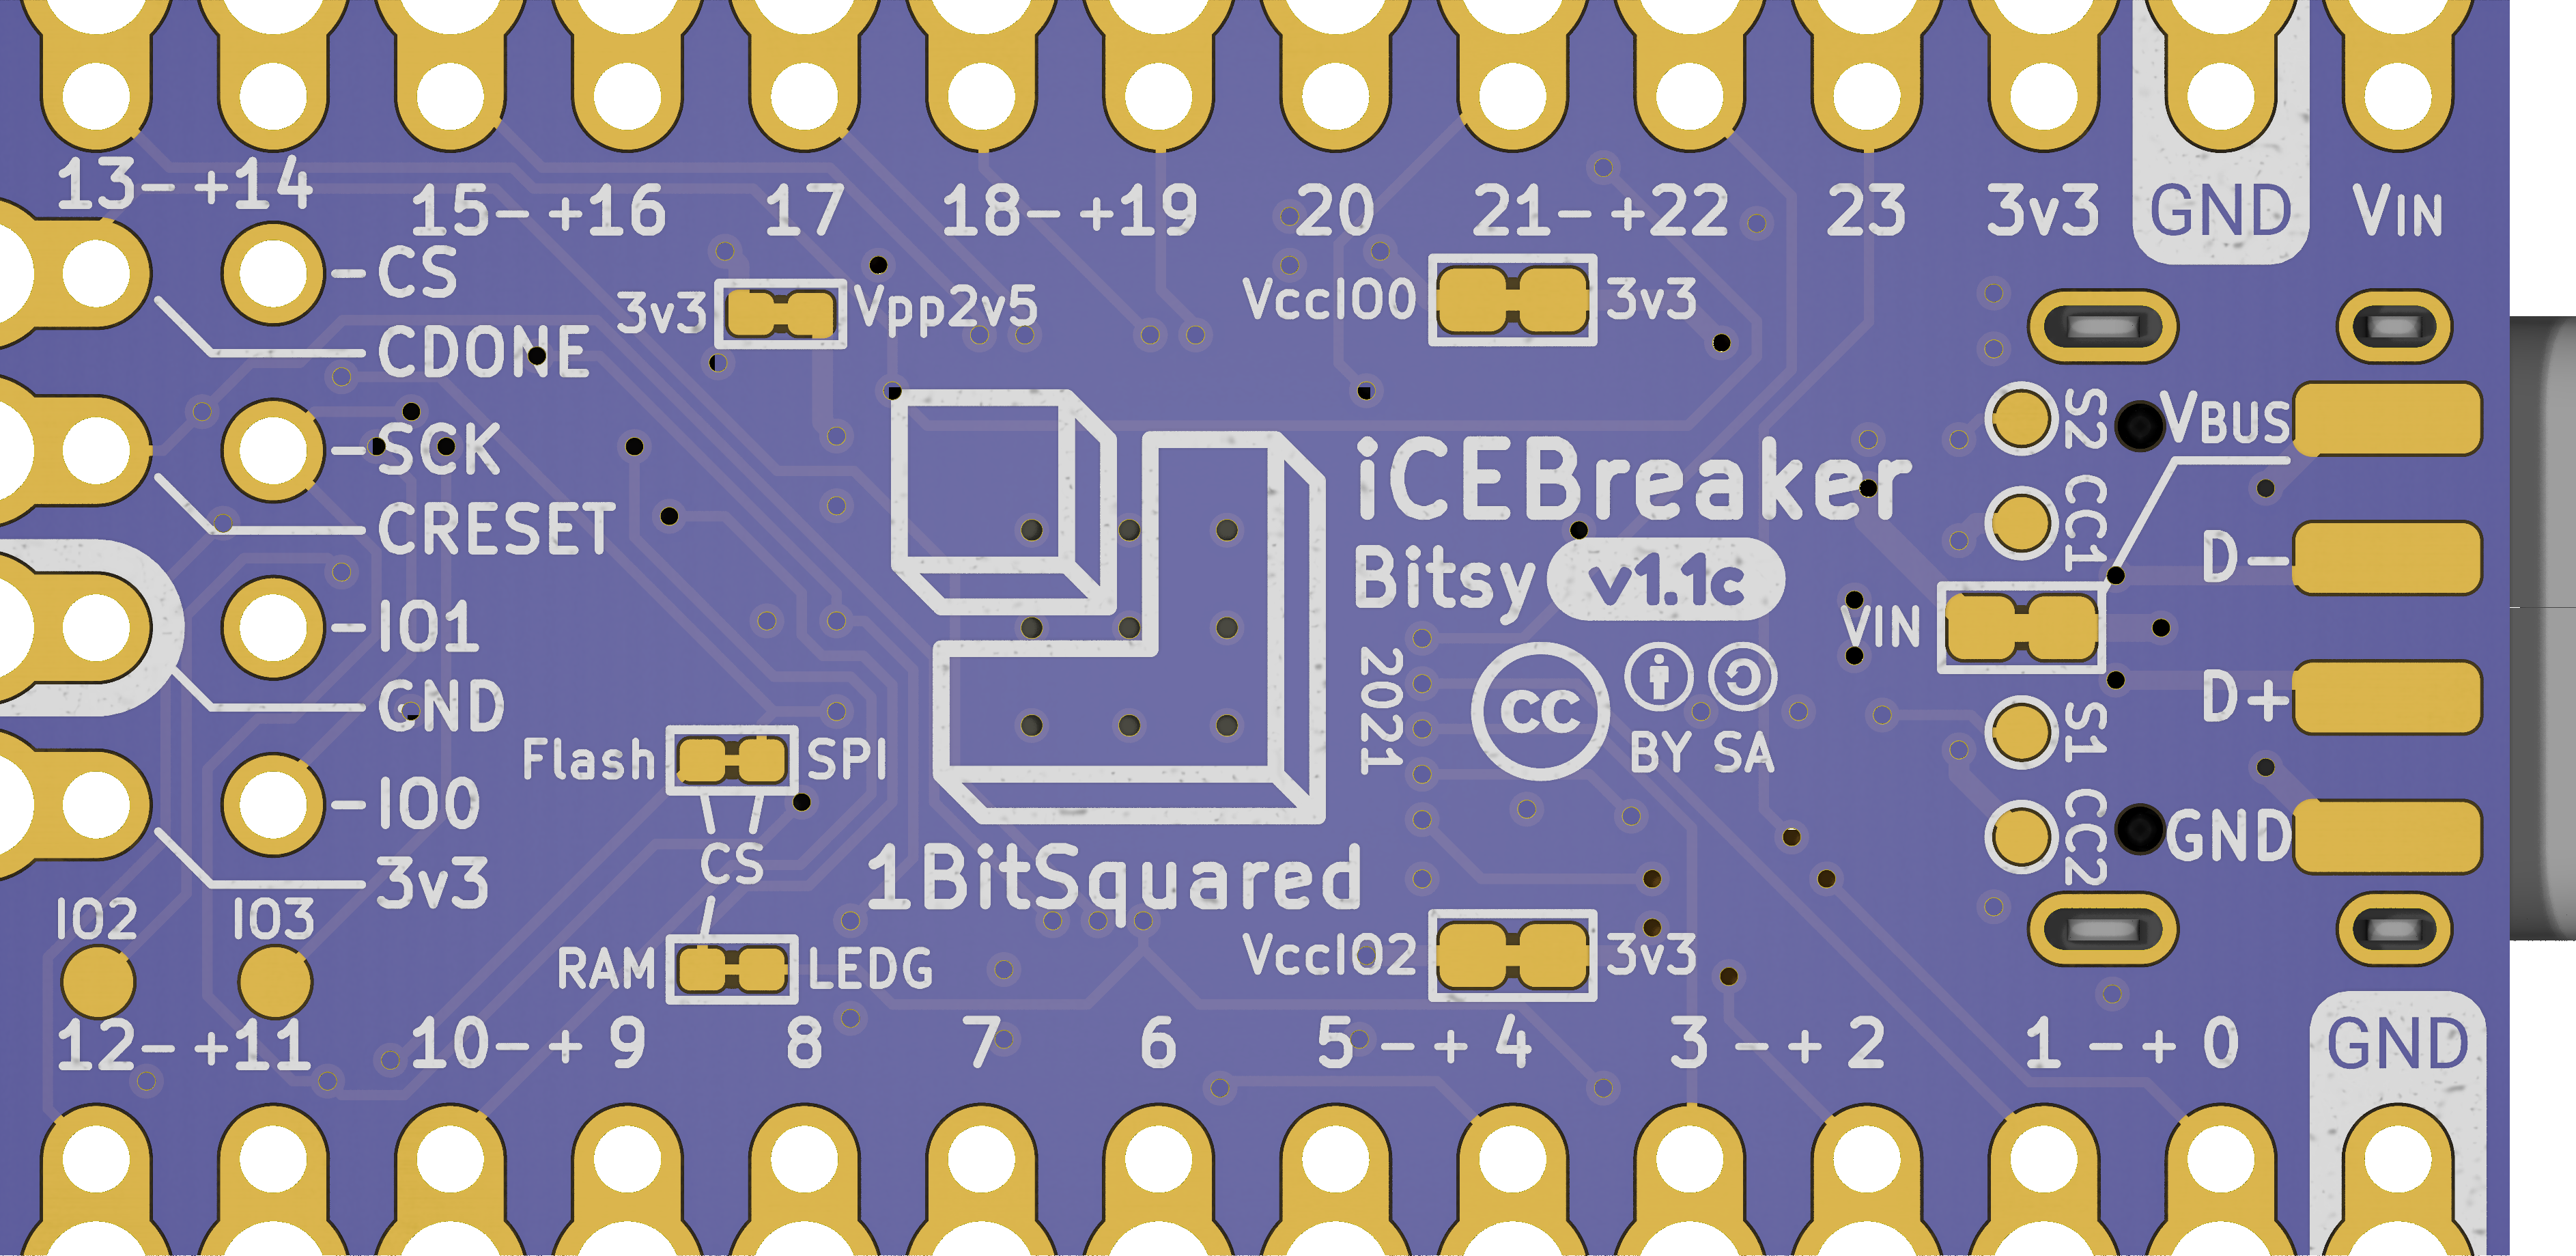 13- +14
15- +16
17
18- +19
20
21- +22
23
3v3
GND
VIN
CS
CDONE
SCK
CRESET
IO1
GND
IO0
3v3
IO2
IO3
3v3
Vpp2v5
VccIO0
3v3
iCEBreaker
Bitsy v1.1c
2021
cc
BY SA
1BitSquared
Flash
SPI
CS
RAM
LEDG
VccIO2
3v3
VIN
S2
CC1
S1
CC2
VBUS
D-
D+
GND
12- +11
10- + 9
8
7
6
5 - + 4
3 - + 2
1 - + 0
GND